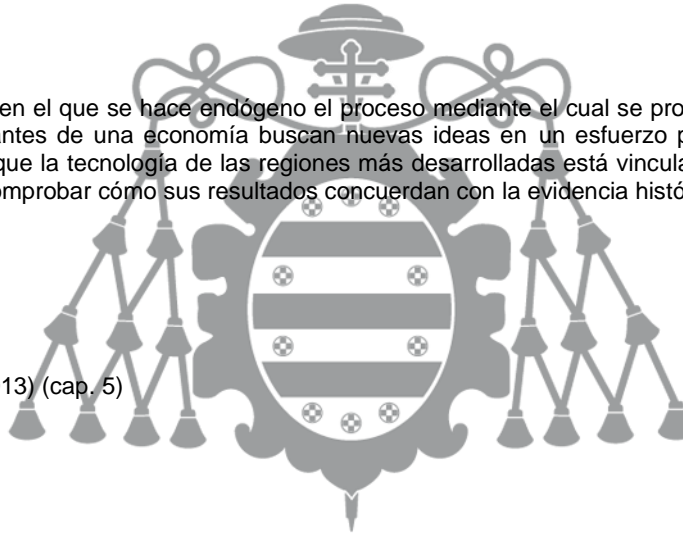 en el que se hace endógeno el proceso mediante el cual se pro
antes de una economía buscan nuevas ideas en un esfuerzo p
que la tecnología de las regiones más desarrolladas está vincula
omprobar cómo sus resultados concuerdan con la evidencia histó
13) (cap. 5)